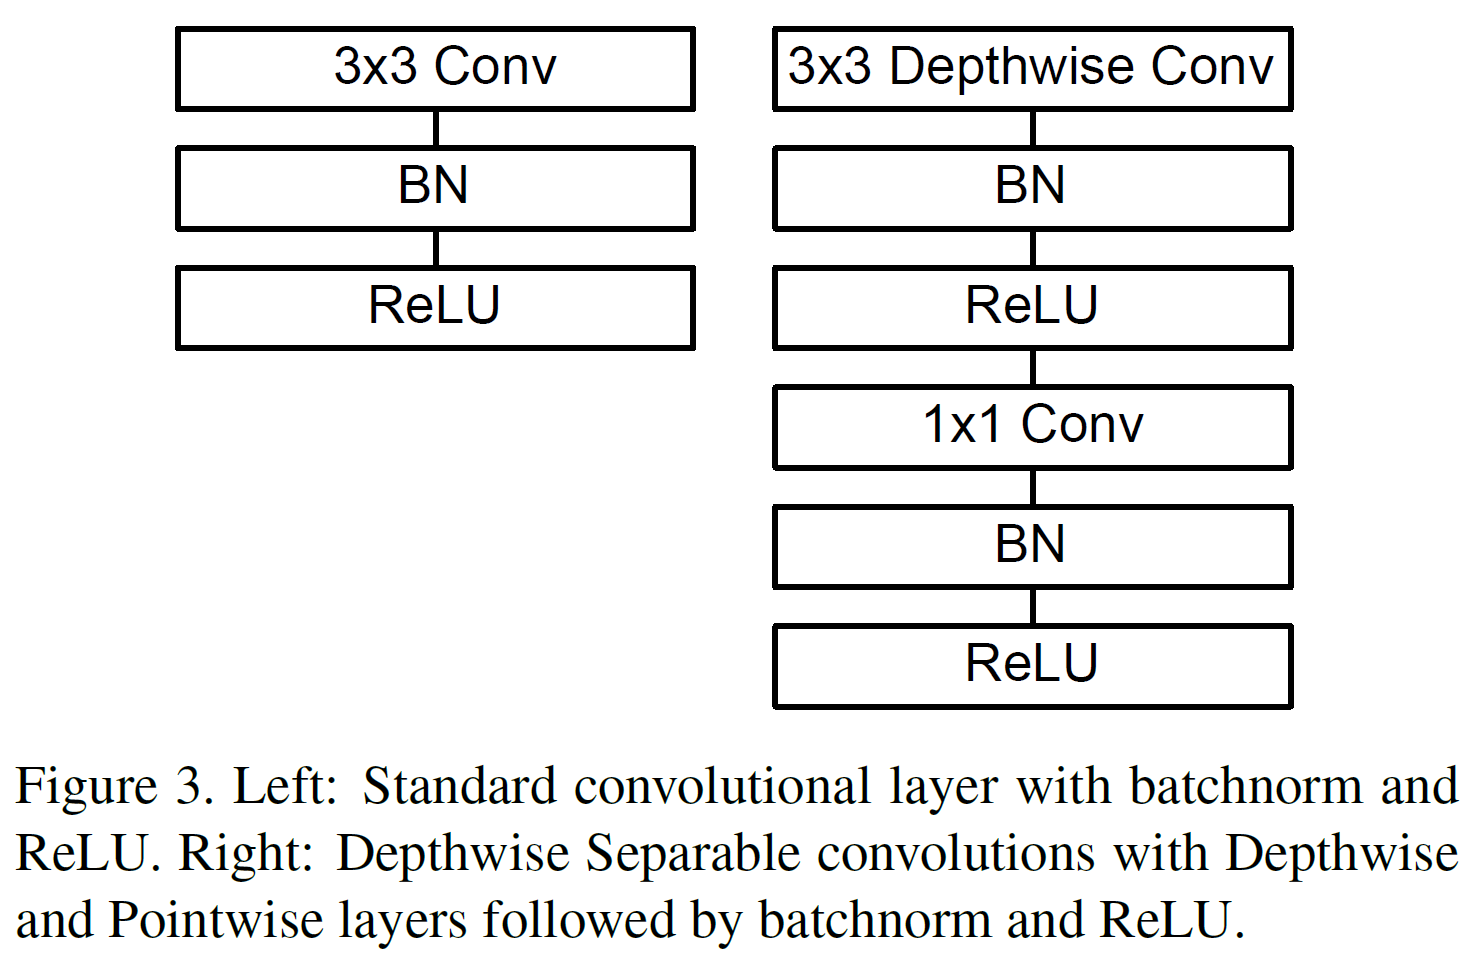 3x3 Conv
BN
ReLU
3x3 Depthwise Conv
BN
ReLU
1x1 Conv
BN
ReLU
Figure 3. Left: Standard convolutional layer with batchnorm and
ReLU. Right: Depthwise Separable convolutions with Depthwise
and Pointwise layers followed by batchnorm and ReLU.